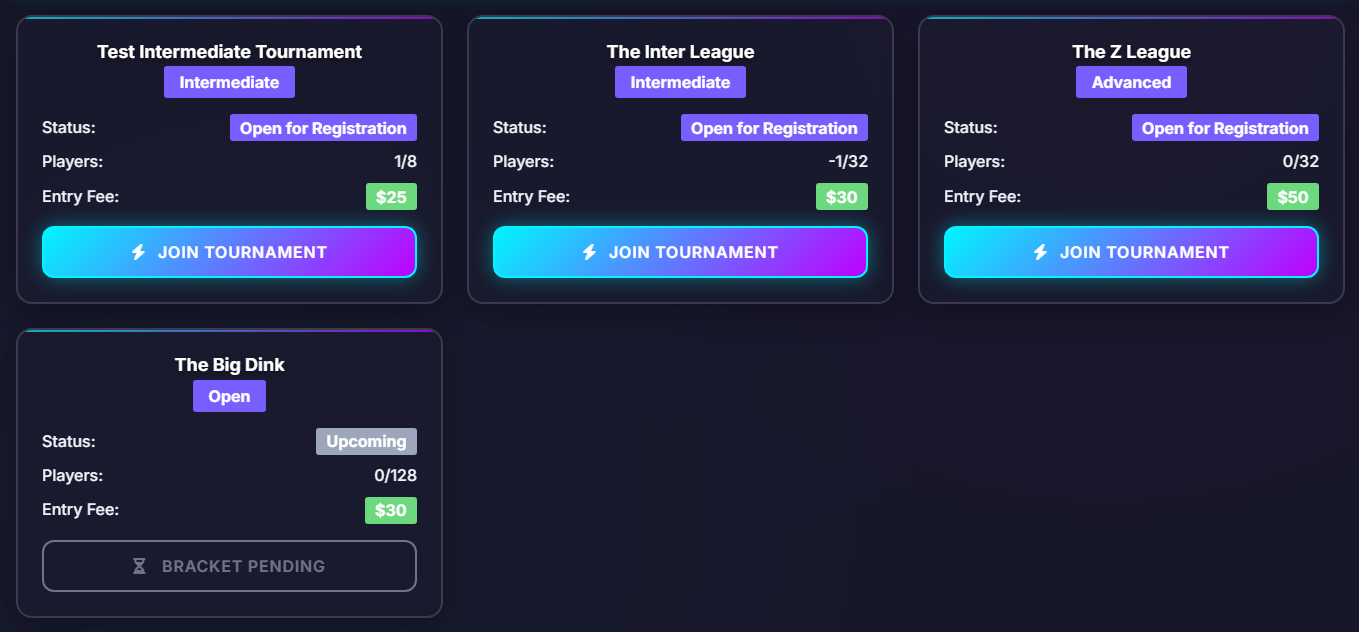 Test Intermediate Tournament
Intermediate
Status: Open for Registration
Players: 1/8
Entry Fee: $25
JOIN TOURNAMENT
The Inter League
Intermediate
Status: Open for Registration
Players: -1/32
Entry Fee: $30
JOIN TOURNAMENT
The Z League
Advanced
Status: Open for Registration
Players: 0/32
Entry Fee: $50
JOIN TOURNAMENT
The Big Dink
Open
Status: Upcoming
Players: 0/128
Entry Fee: $30
BRACKET PENDING